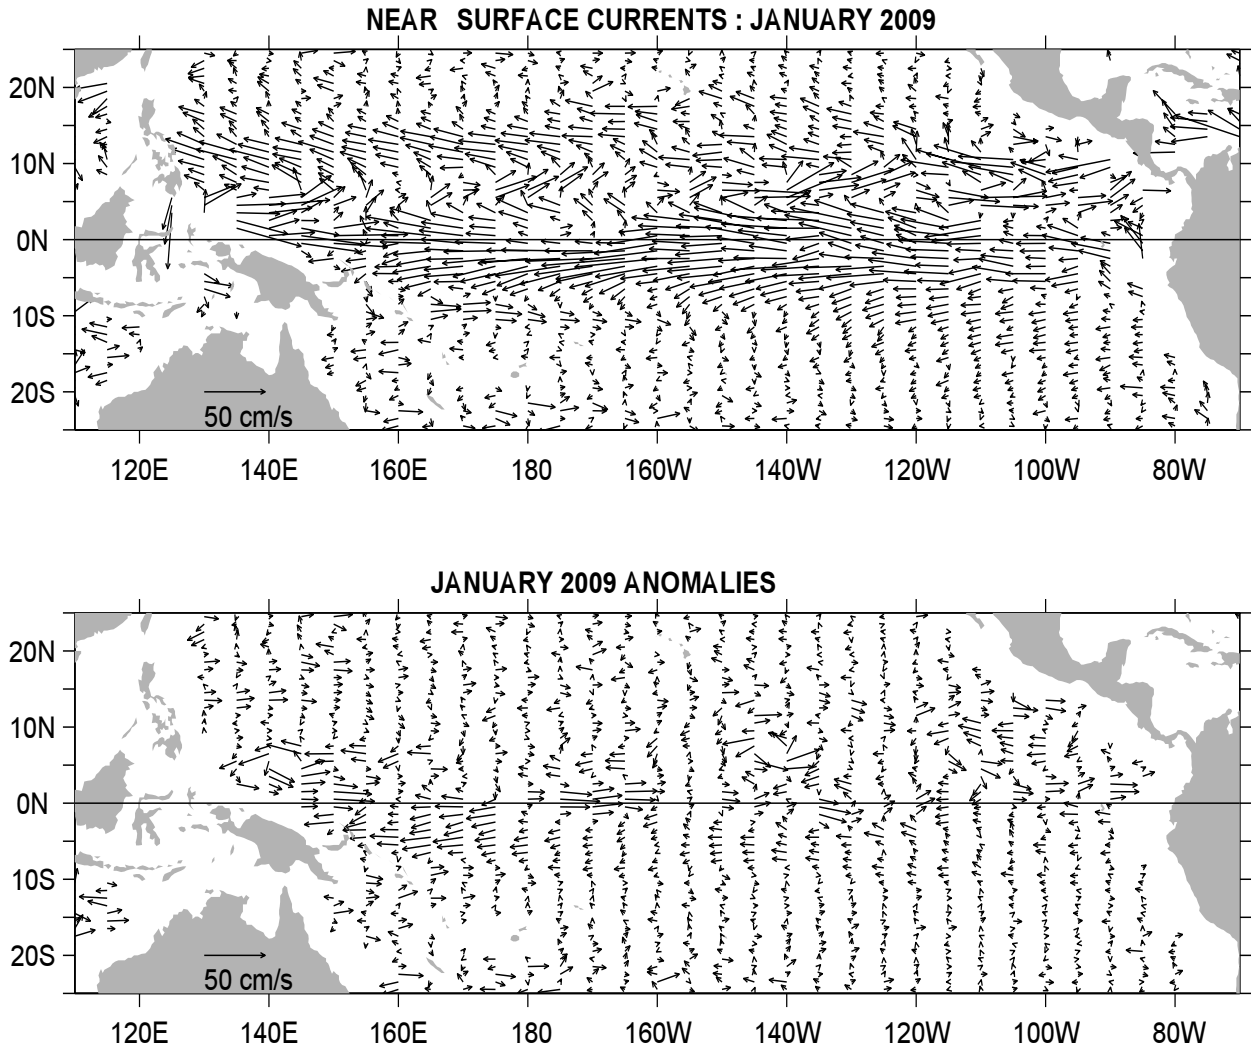 NEAR SURFACE CURRENTS : JANUARY 2009
20N
10N
0N
10S
20S
50 cm/s
120E 140E 160E 180 160W 140W 120W 100W 80W
JANUARY 2009 ANOMALIES
20N
10N
0N
10S
20S
50 cm/s
120E 140E 160E 180 160W 140W 120W 100W 80W